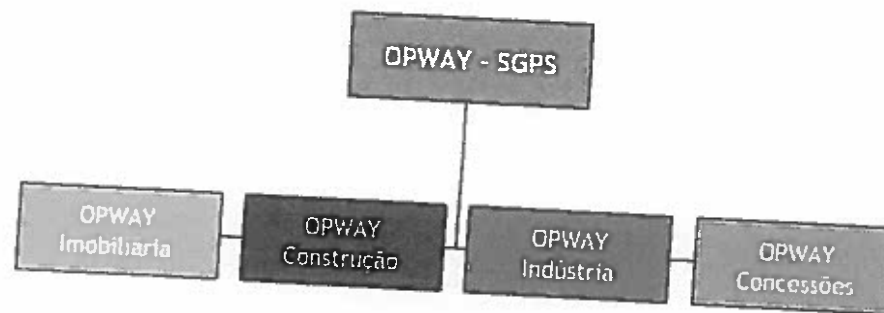 OPWAY - SGPS
OPWAY
Imobiliária
OPWAY
Construção
OPWAY
Indústria
OPWAY
Concessões